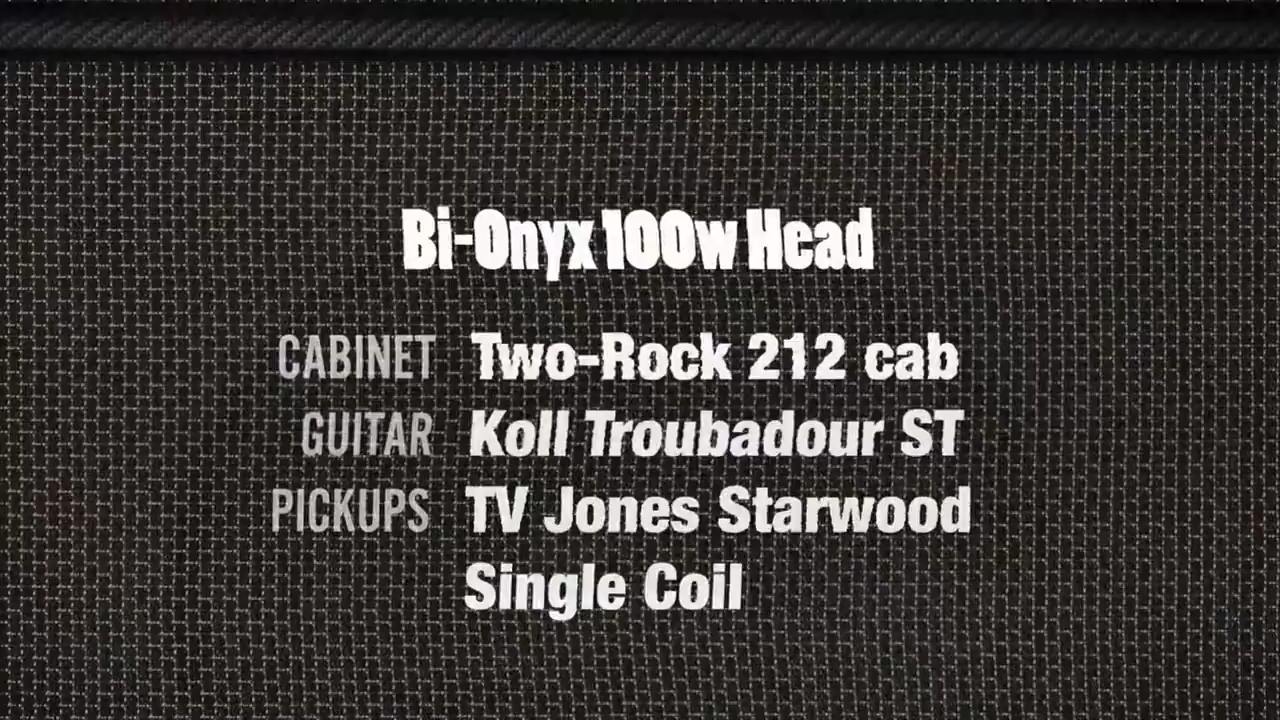 Bi-Onyx 100w Head
CABINET Two-Rock 212 cab
GUITAR Koll Troubadour ST
PICKUPS TV Jones Starwood
Single Coil